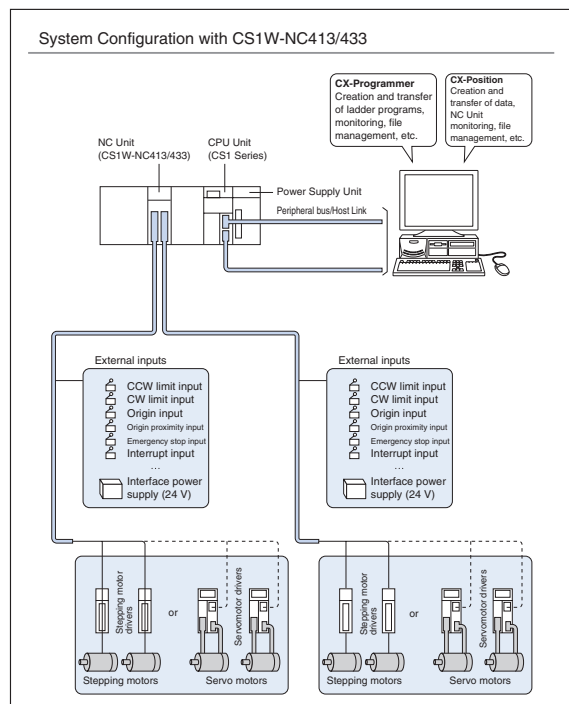 System Configuration with CS1W-NC413/433
CX-Programmer
Creation and transfer
of ladder programs,
monitoring, file
management, etc.
CX-Position
Creation and
transfer of data,
NC Unit
monitoring, file
management, etc.
NC Unit
(CS1W-NC413/433)
CPU Unit
(CS1 Series)
Power Supply Unit
Peripheral bus/Host Link
External inputs
CCW limit input
CW limit input
Origin input
Origin proximity input
Emergency stop input
Interrupt input
...
Interface power
supply (24 V)
External inputs
CCW limit input
CW limit input
Origin input
Origin proximity input
Emergency stop input
Interrupt input
...
Interface power
supply (24 V)
Stepping motor
drivers
or
Servomotor drivers
Stepping motors
Servo motors
Stepping motor
drivers
or
Servomotor drivers
Stepping motors
Servo motors